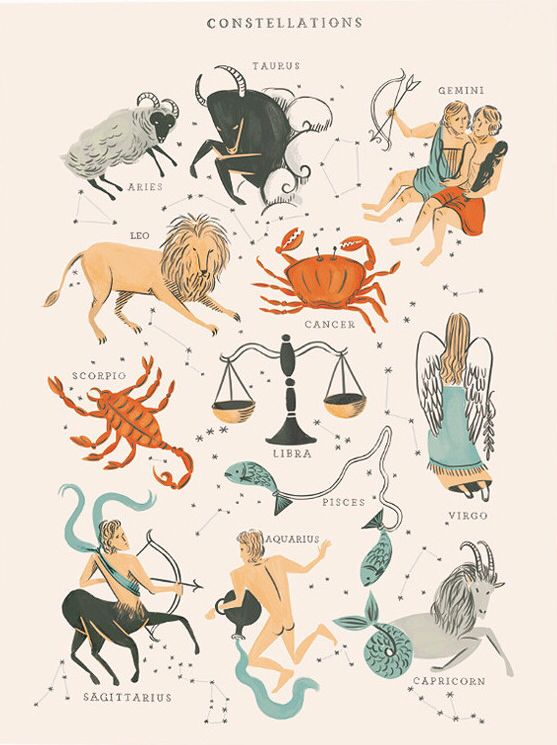 CONSTELLATIONS
TAURUS
GEMINI
ARIES
LEO
CANCER
SCORPIO
LIBRA
PISCES
VIRGO
AQUARIUS
CAPRICORN
SAGITTARIUS